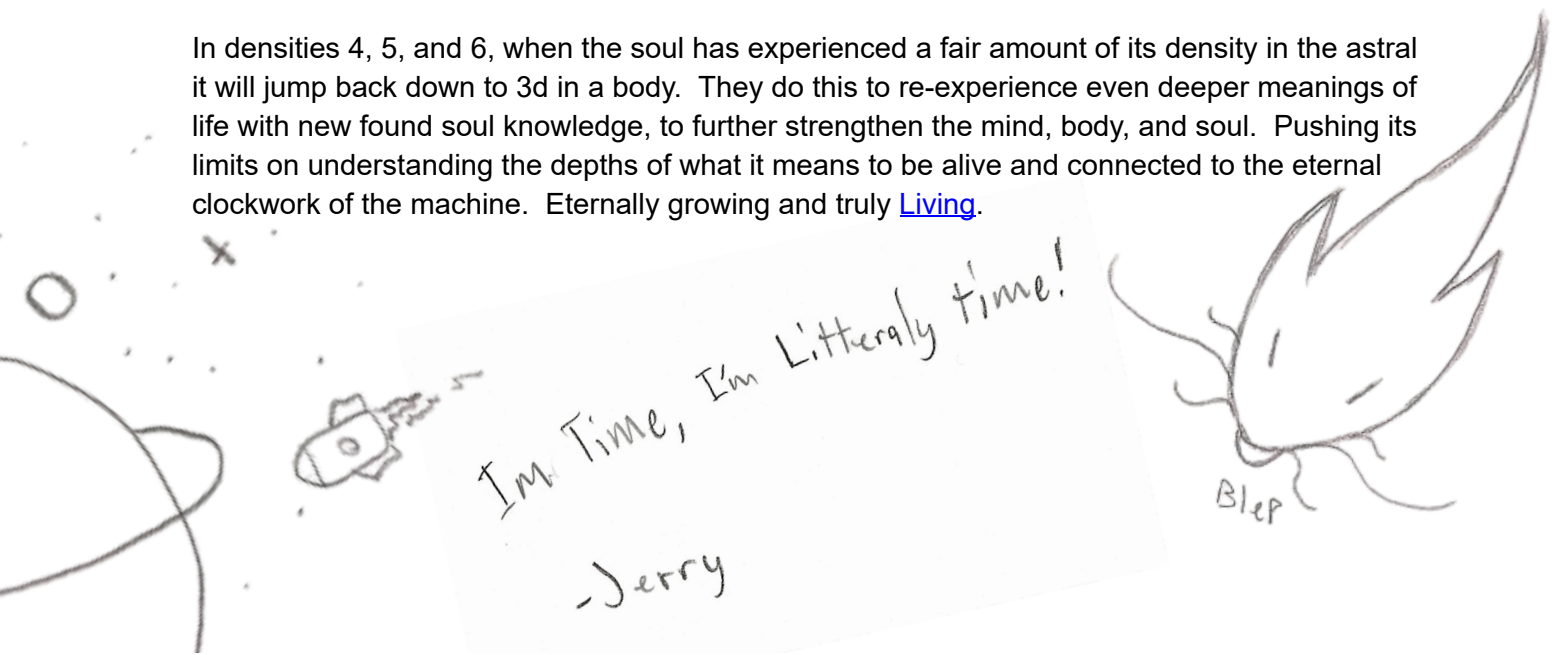 In densities 4, 5, and 6, when the soul has experienced a fair amount of its density in the astral
it will jump back down to 3d in a body.  They do this to re-experience even deeper meanings of
life with new found soul knowledge, to further strengthen the mind, body, and soul.  Pushing its
limits on understanding the depths of what it means to be alive and connected to the eternal
clockwork of the machine.  Eternally growing and truly Living.
Im Time, I'm Litteraly time!
-Jerry
Blep